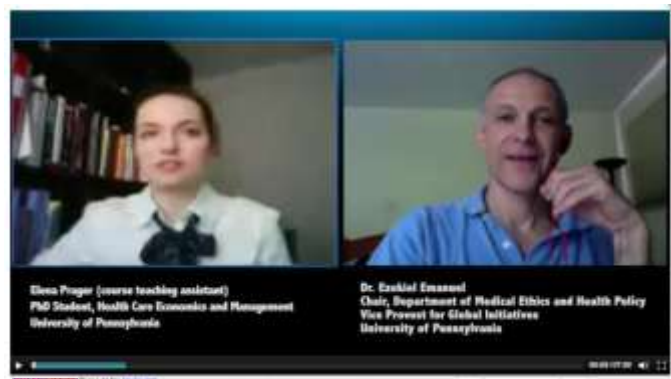 Elena Prager (course teaching assistant)
PhD Student, Health Care Economics and Management
University of Pennsylvania
Dr. Ezekiel Emanuel
Chair, Department of Medical Ethics and Health Policy
Vice Provost for Global Initiatives
University of Pennsylvania